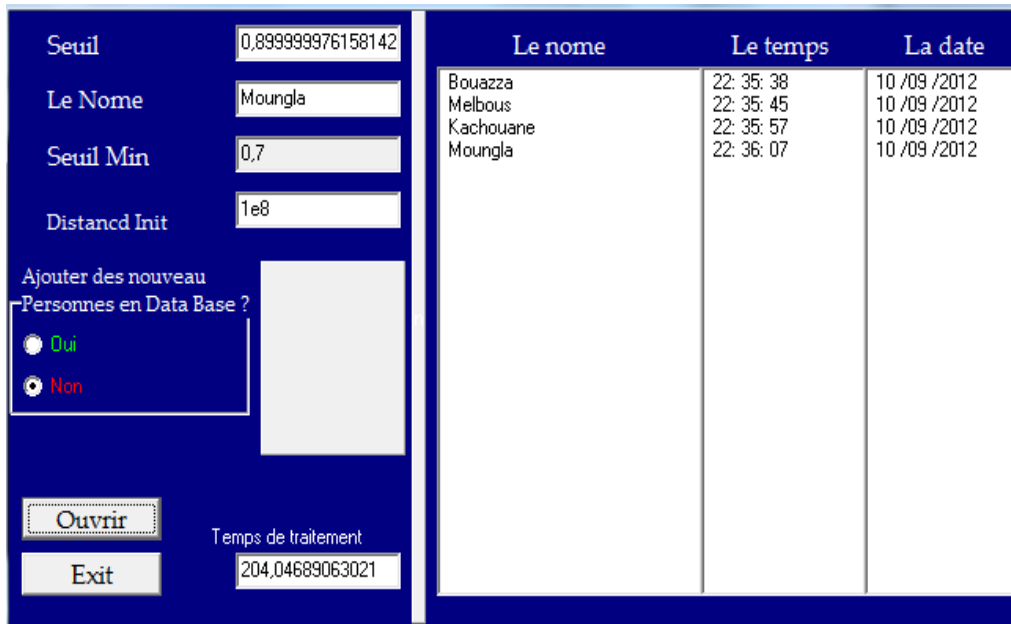 Seuil 0,899999976158142
Le Nome Moungla
Seuil Min 0,7
Distancd Init 1e8
Ajouter des nouveau
Personnes en Data Base ?
Oui
Non
Ouvrir
Exit
Temps de traitement
204,04689063021
Le nome Le temps La date
Bouazza 22: 35: 38 10 /09 /2012
Melbous 22: 35: 45 10 /09 /2012
Kachouane 22: 35: 57 10 /09 /2012
Moungla 22: 36: 07 10 /09 /2012